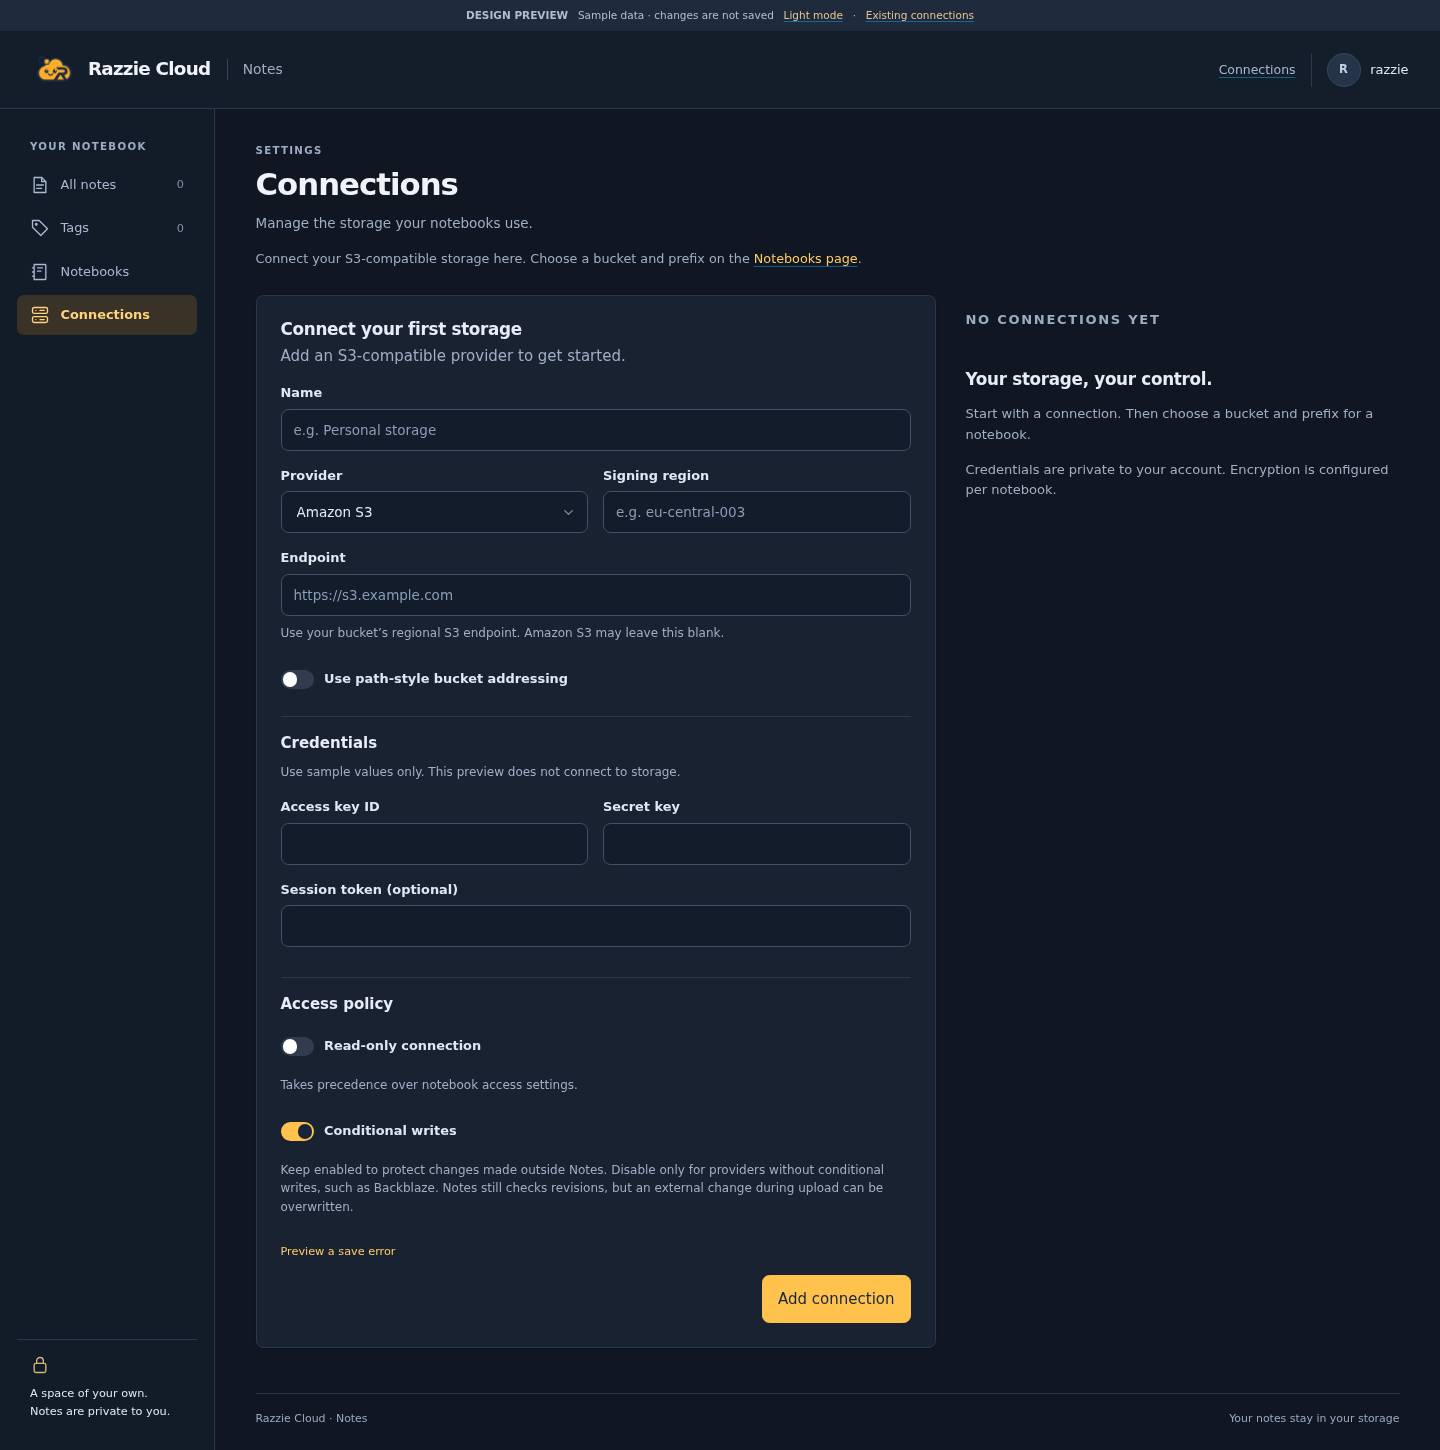 DESIGN PREVIEW Sample data · changes are not saved Light mode · Existing connections
Razzie Cloud Notes
Connections R razzie
YOUR NOTEBOOK
All notes 0
Tags 0
Notebooks
Connections
A space of your own.
Notes are private to you.
SETTINGS
Connections
Manage the storage your notebooks use.
Connect your S3-compatible storage here. Choose a bucket and prefix on the Notebooks page.
Connect your first storage
Add an S3-compatible provider to get started.
Name
e.g. Personal storage
Provider Signing region
Amazon S3 e.g. eu-central-003
Endpoint
https://s3.example.com
Use your bucket’s regional S3 endpoint. Amazon S3 may leave this blank.
Use path-style bucket addressing
Credentials
Use sample values only. This preview does not connect to storage.
Access key ID Secret key
Session token (optional)
Access policy
Read-only connection
Takes precedence over notebook access settings.
Conditional writes
Keep enabled to protect changes made outside Notes. Disable only for providers without conditional
writes, such as Backblaze. Notes still checks revisions, but an external change during upload can be
overwritten.
Preview a save error
Add connection
NO CONNECTIONS YET
Your storage, your control.
Start with a connection. Then choose a bucket and prefix for a
notebook.
Credentials are private to your account. Encryption is configured
per notebook.
Razzie Cloud · Notes
Your notes stay in your storage